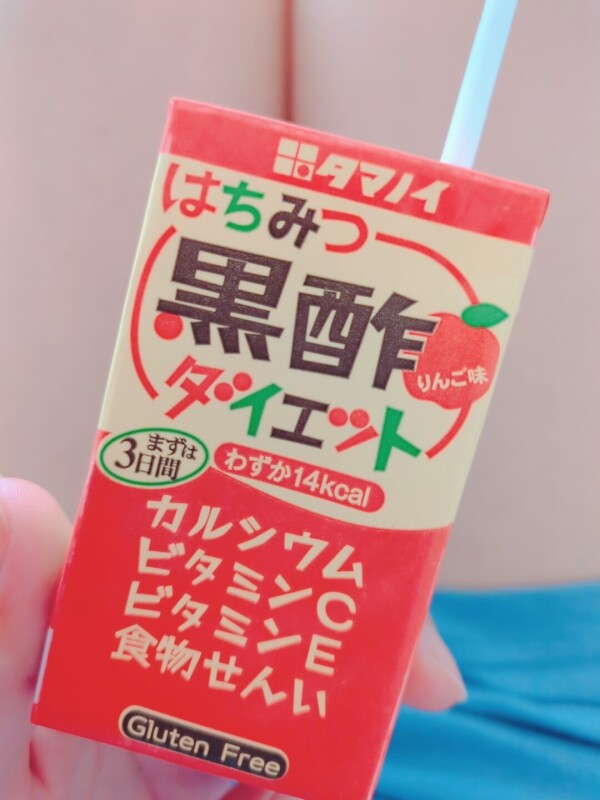 タマノイ
はちみつ
黒酢
りんご味
ダイエット
まずは
3日間
わずか14kcal
カルシウム
ビタミンC
ビタミンE
食物せんい
Gluten Free